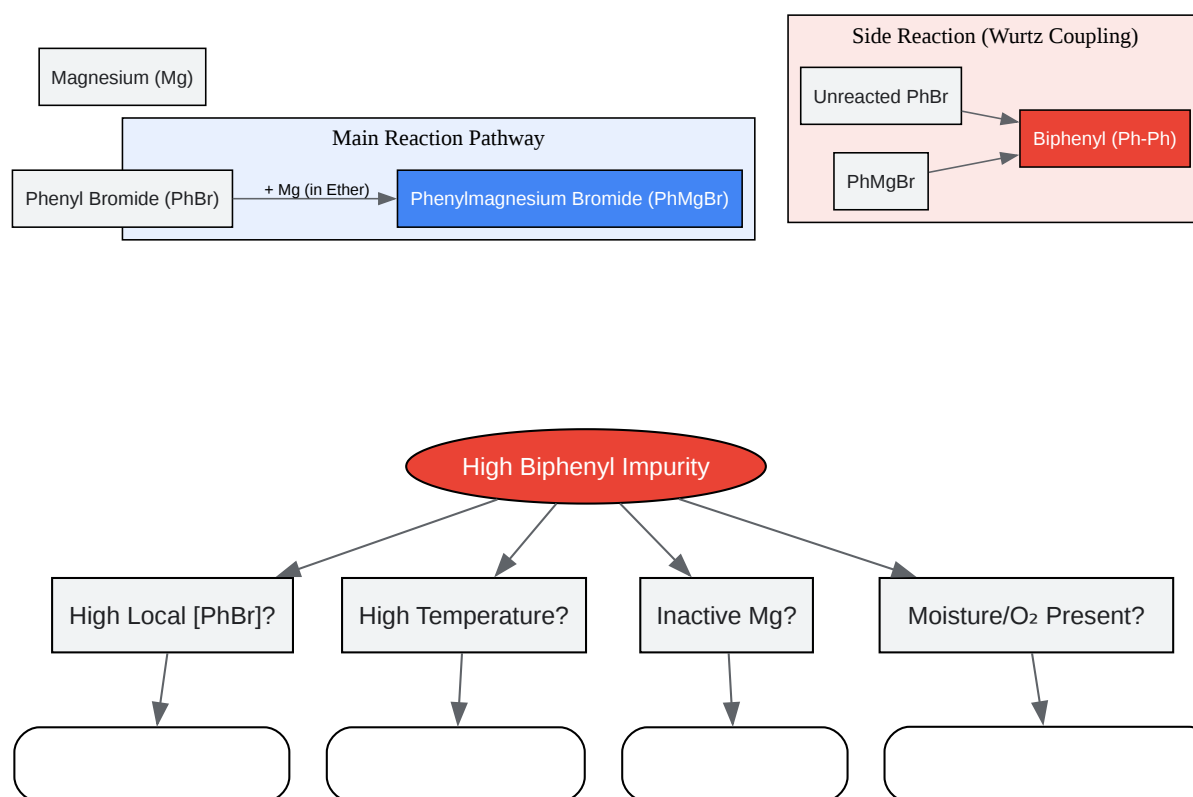 Side Reaction (Wurtz Coupling)
Magnesium (Mg)
Unreacted PhBr
Main Reaction Pathway
Biphenyl (Ph-Ph)
PhMgBr
Phenyl Bromide (PhBr)
+ Mg (in Ether)
Phenylmagnesium Bromide (PhMgBr)
High Biphenyl Impurity
High Local [PhBr]?
High Temperature?
Inactive Mg?
Moisture/O₂ Present?